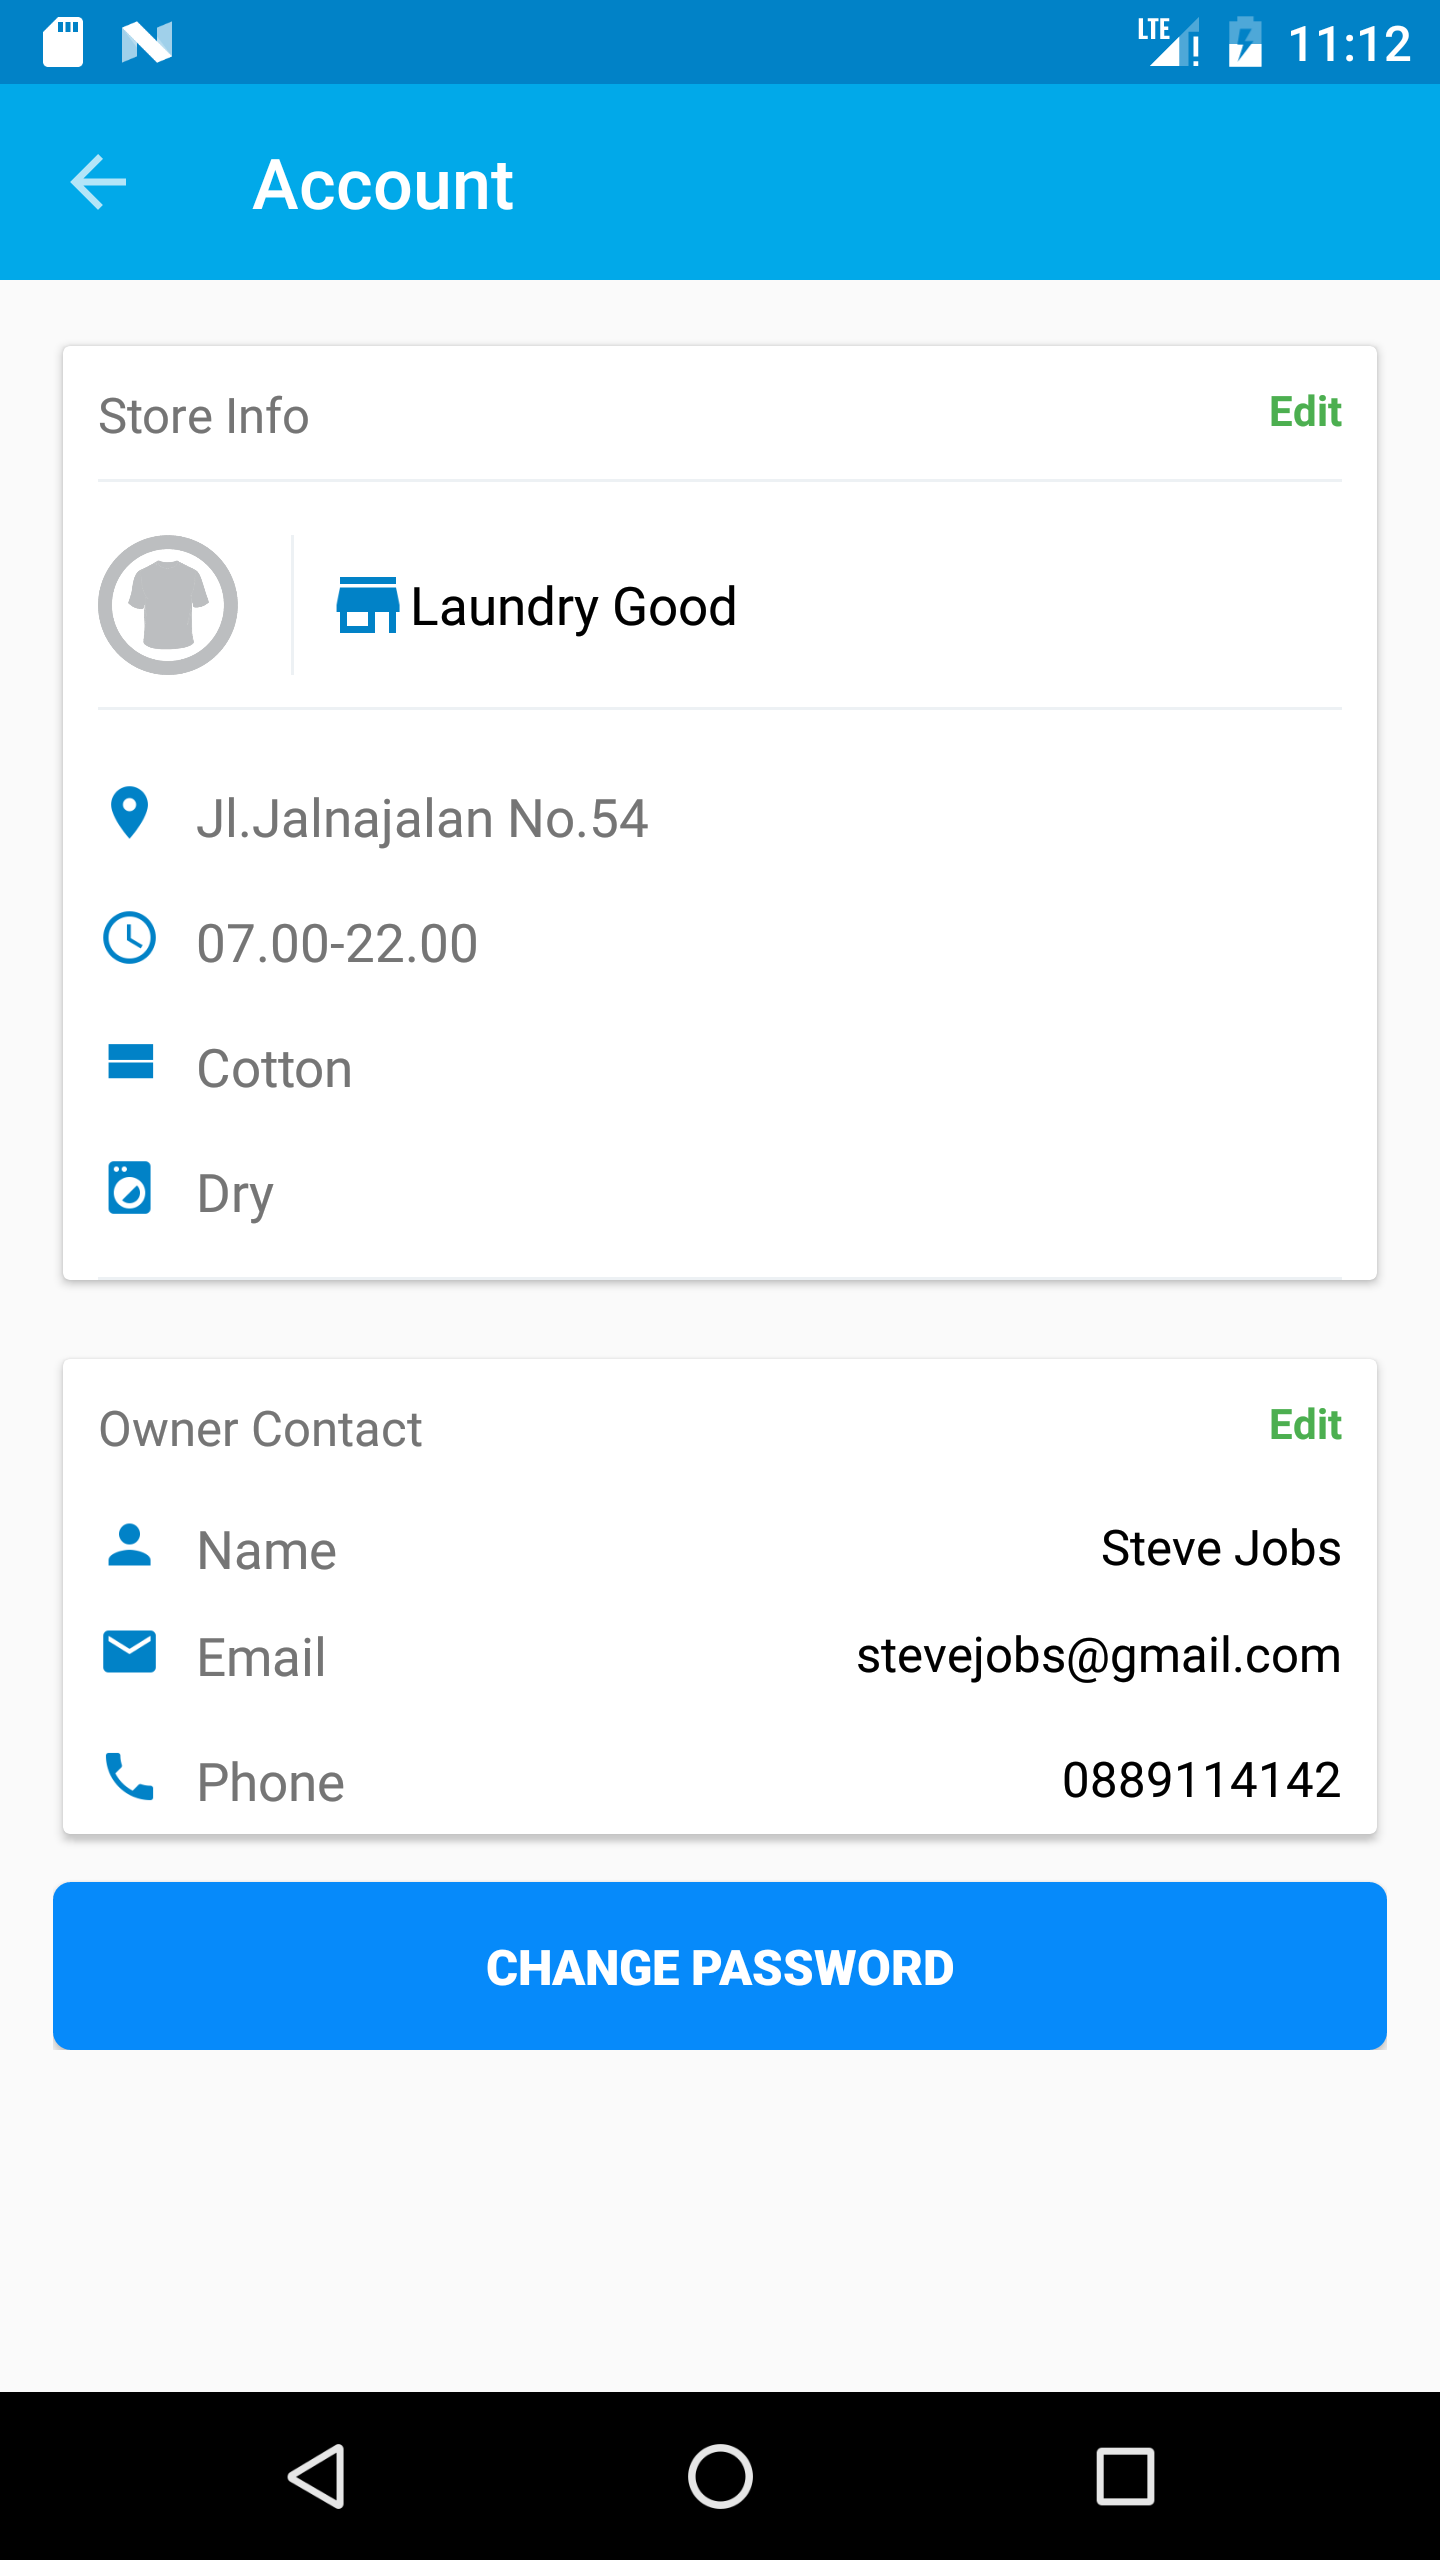 LTE 11:12
Account
Store Info Edit
Laundry Good
Jl.Jalnajalan No.54
07.00-22.00
Cotton
Dry
Owner Contact Edit
Name Steve Jobs
Email stevejobs@gmail.com
Phone 0889114142
CHANGE PASSWORD